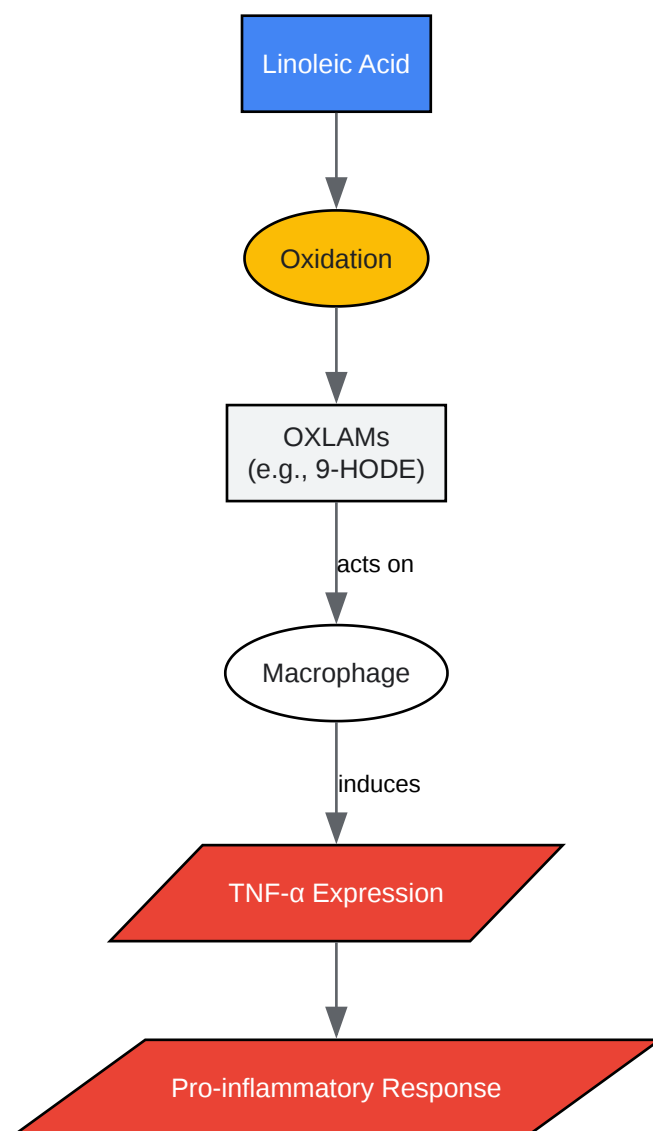 Linoleic Acid
Oxidation
OXLAMs
(e.g., 9-HODE)
acts on
Macrophage
induces
TNF-α Expression
Pro-inflammatory Response